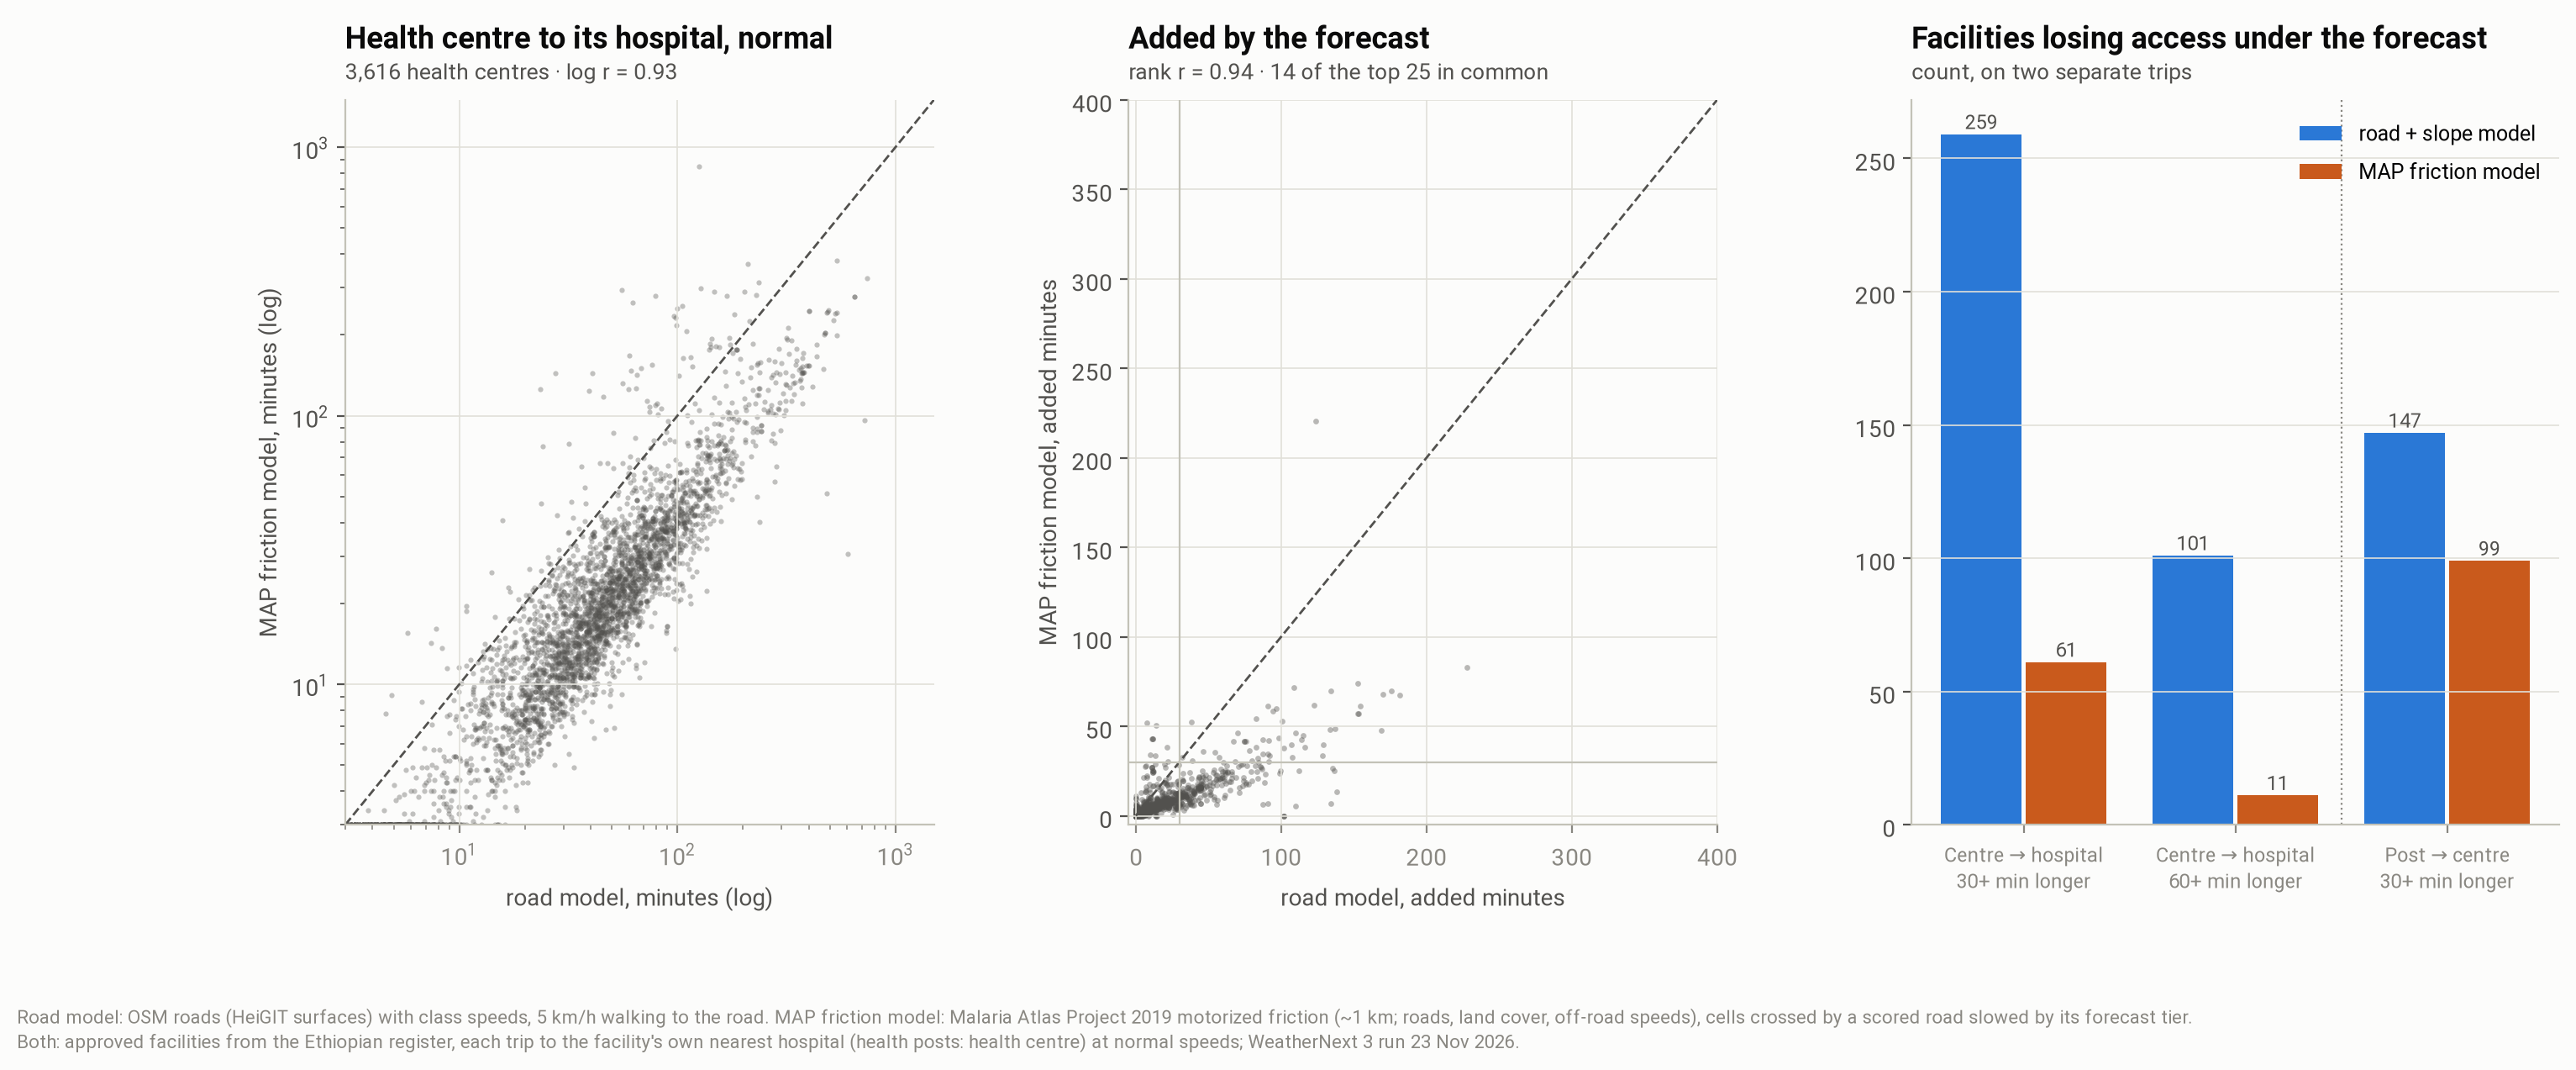 Health centre to its hospital, normal
3,616 health centres · log r = 0.93
10³
10²
10¹
MAP friction model, minutes (log)
10¹
10²
10³
road model, minutes (log)
Added by the forecast
rank r = 0.94 · 14 of the top 25 in common
400
350
300
250
200
150
100
50
0
MAP friction model, added minutes
0
100
200
300
400
road model, added minutes
Facilities losing access under the forecast
count, on two separate trips
road + slope model
MAP friction model
250
200
150
100
50
0
259
61
101
11
147
99
Centre → hospital
30+ min longer
Centre → hospital
60+ min longer
Post → centre
30+ min longer
Road model: OSM roads (HeiGIT surfaces) with class speeds, 5 km/h walking to the road. MAP friction model: Malaria Atlas Project 2019 motorized friction (~1 km; roads, land cover, off-road speeds), cells crossed by a scored road slowed by its forecast tier.
Both: approved facilities from the Ethiopian register, each trip to the facility's own nearest hospital (health posts: health centre) at normal speeds; WeatherNext 3 run 23 Nov 2026.